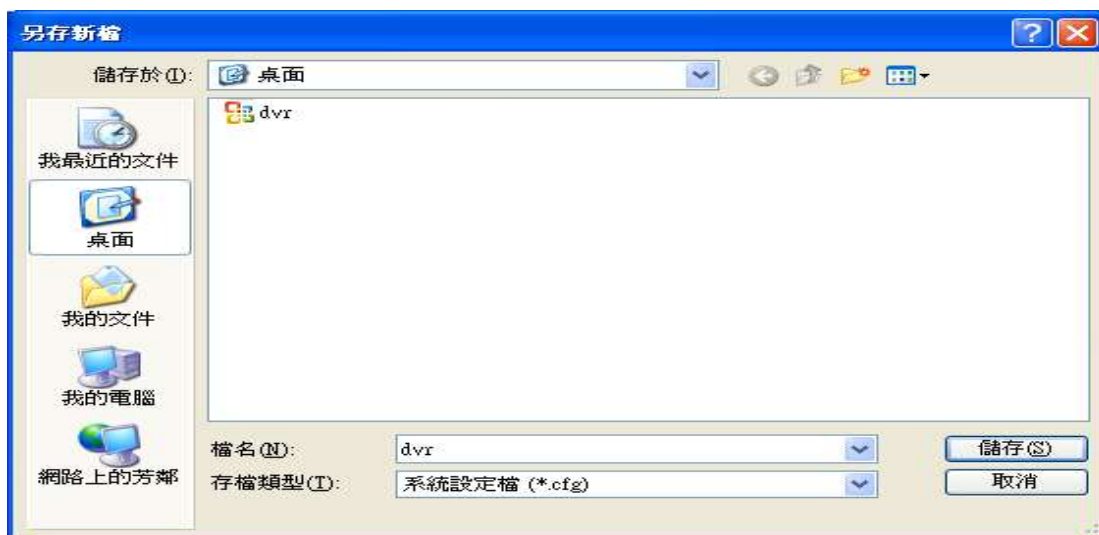 另存新檔
儲存於(I):
桌面
dvr
我最近的文件
桌面
我的文件
我的電腦
網路上的芳鄰
檔名(N):
dvr
儲存(S)
存檔類型(T):
系統設定檔 (*.cfg)
取消